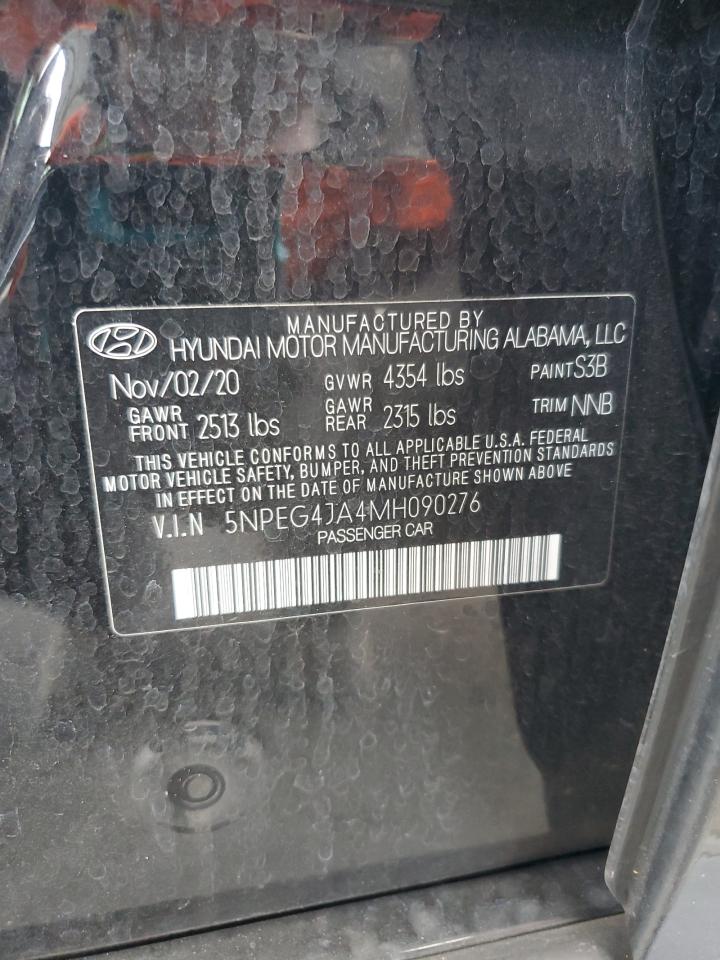 MANUFACTURED BY
HYUNDAI MOTOR MANUFACTURING ALABAMA, LLC
Nov/02/20 GVWR 4354 lbs PAINT S3B
GAWR FRONT 2513 lbs GAWR REAR 2315 lbs TRIM NNB
THIS VEHICLE CONFORMS TO ALL APPLICABLE U.S.A. FEDERAL
MOTOR VEHICLE SAFETY, BUMPER, AND THEFT PREVENTION STANDARDS
IN EFFECT ON THE DATE OF MANUFACTURE SHOWN ABOVE
V.I.N 5NPEG4JA4MH090276
PASSENGER CAR